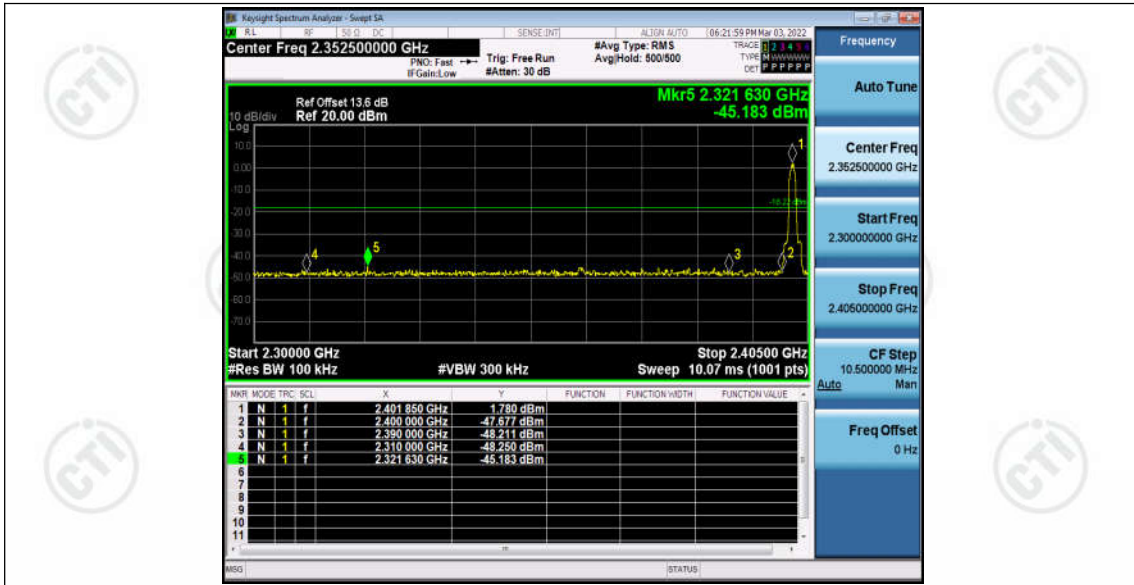 Keysight Spectrum Analyzer - Swept SA
RL RF 50 Ω DC SENSE:INT ALIGN AUTO 06:21:59 PM Mar 03, 2022
Center Freq 2.352500000 GHz #Avg Type: RMS TRACE 1 2 3 4 5 6
PNO: Fast Trig: Free Run Avg|Hold: 500/500 TYPE M WWWWW
IFGain:Low #Atten: 30 dB DET P P P P P P
Mkr5 2.321 630 GHz
-45.183 dBm
Ref Offset 13.6 dB
10 dB/div Ref 20.00 dBm
Log
10.0
0.00
-10.0
-20.0
-30.0
-40.0
-50.0
-60.0
-70.0
1
2
3
4
5
Start 2.30000 GHz Stop 2.40500 GHz
#Res BW 100 kHz #VBW 300 kHz Sweep 10.07 ms (1001 pts)
MKR MODE TRC SCL X Y FUNCTION FUNCTION WIDTH FUNCTION VALUE
1 N 1 f 2.401 850 GHz 1.780 dBm
2 N 1 f 2.400 000 GHz -47.677 dBm
3 N 1 f 2.390 000 GHz -48.211 dBm
4 N 1 f 2.310 000 GHz -48.250 dBm
5 N 1 f 2.321 630 GHz -45.183 dBm
6
7
8
9
10
11
MSG STATUS
Frequency
Auto Tune
Center Freq
2.352500000 GHz
Start Freq
2.300000000 GHz
Stop Freq
2.405000000 GHz
CF Step
10.500000 MHz
Auto Man
Freq Offset
0 Hz
CTI
CTI
CTI
CTI